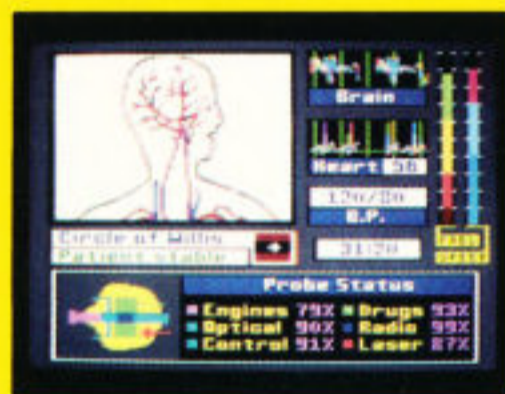 Brain
Heart 56
120/80
B.P.
Circle of Willis
Patient stable
31:20
Probe Status
Engines 79%
Drugs 93%
Optical 90%
Radio 99%
Control 91%
Laser 87%